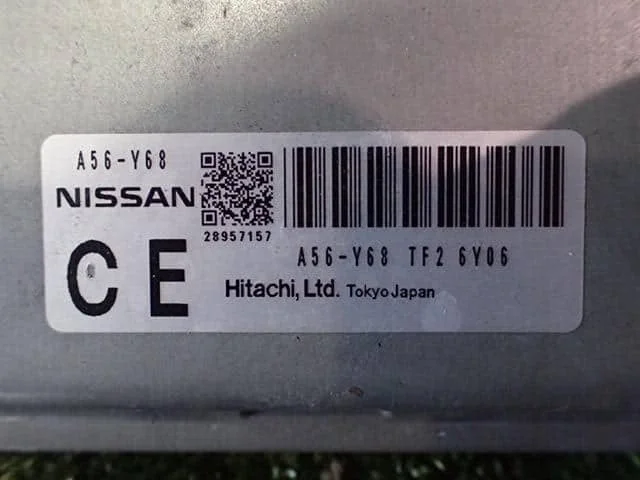 A56-Y68
NISSAN
28957157
CE
A56-Y68 TF2 6Y06
Hitachi, Ltd. Tokyo Japan